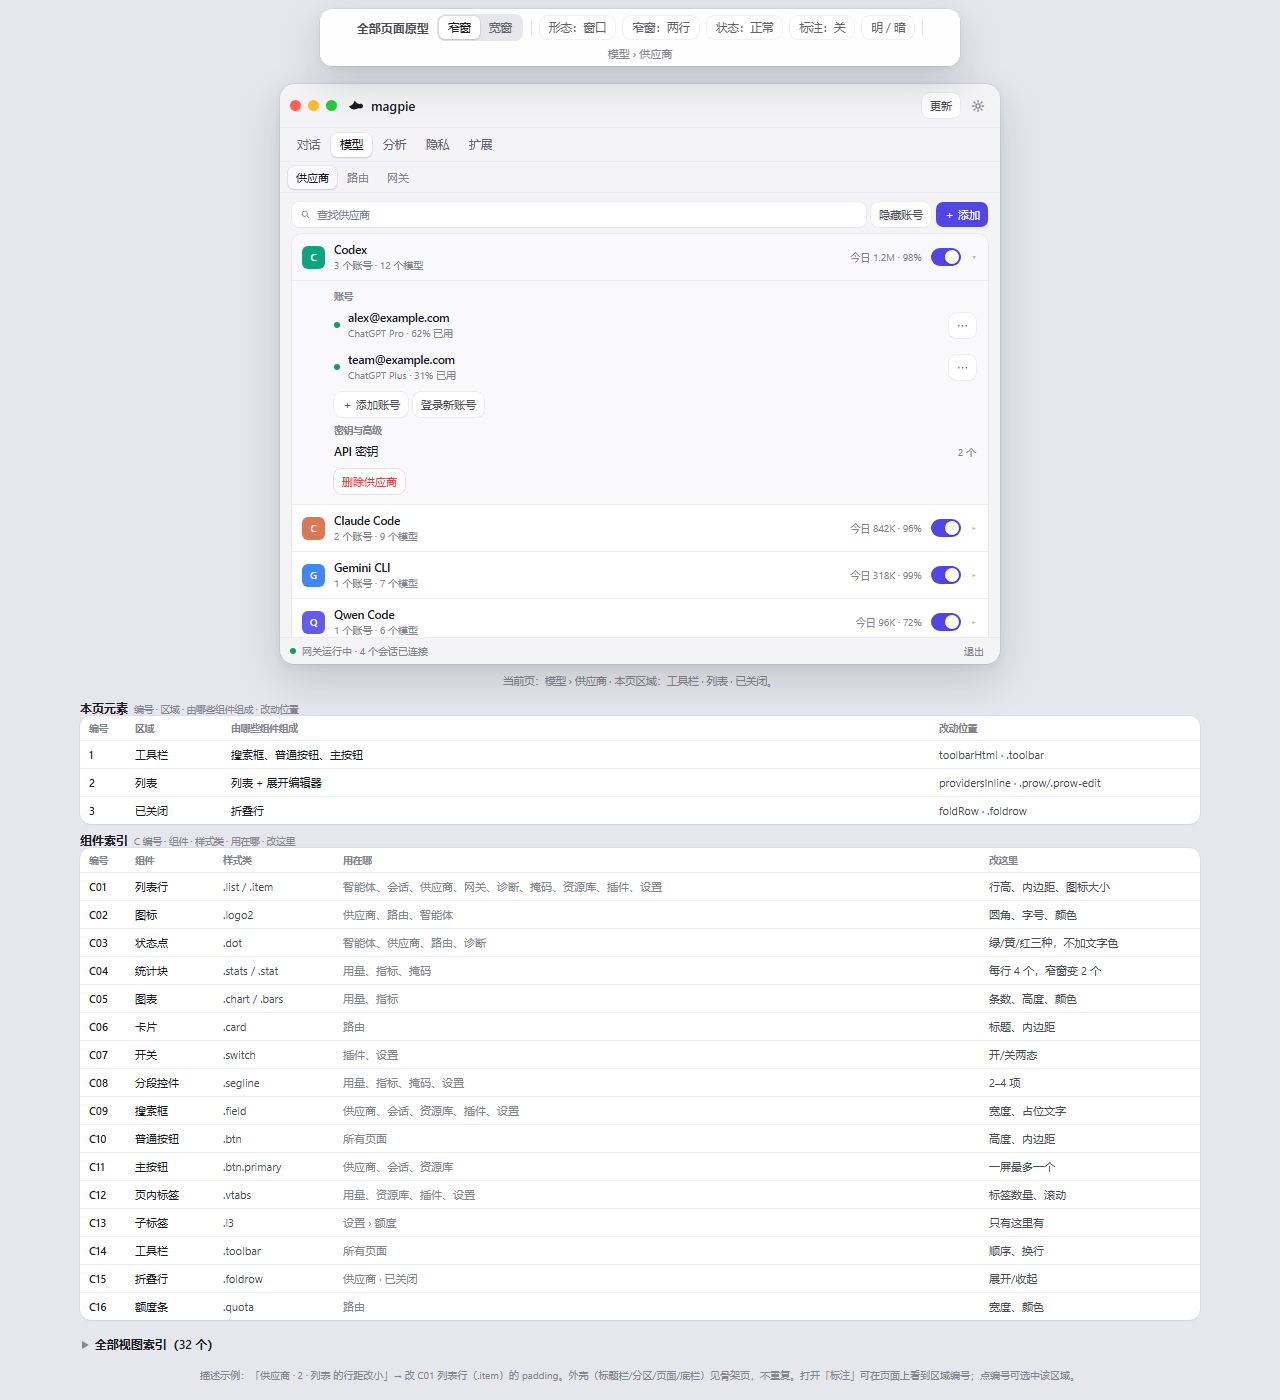 全部页面原型 窄窗 宽窗 形态：窗口 窄窗：两行 状态：正常 标注：关 明 / 暗
模型 › 供应商
magpie 更新
对话 模型 分析 隐私 扩展
供应商 路由 网关
查找供应商 隐藏账号 + 添加
C Codex 今日 1.2M · 98%
3 个账号 · 12 个模型
账号
alex@example.com
ChatGPT Pro · 62% 已用 ···
team@example.com
ChatGPT Plus · 31% 已用 ···
+ 添加账号 登录新账号
密钥与高级
API 密钥 2 个
删除供应商
C Claude Code 今日 842K · 96%
2 个账号 · 9 个模型
G Gemini CLI 今日 318K · 99%
1 个账号 · 7 个模型
Q Qwen Code 今日 96K · 72%
1 个账号 · 6 个模型
网关运行中 · 4 个会话已连接 退出
当前页：模型 › 供应商 · 本页区域：工具栏 · 列表 · 已关闭。
本页元素 编号 · 区域 · 由哪些组件组成 · 改动位置
编号 区域 由哪些组件组成 改动位置
1 工具栏 搜索框、普通按钮、主按钮 toolbarHtml · .toolbar
2 列表 列表 + 展开编辑器 providersInline · .prow/.prow-edit
3 已关闭 折叠行 foldRow · .foldrow
组件索引 C 编号 · 组件 · 样式类 · 用在哪 · 改这里
编号 组件 样式类 用在哪 改这里
C01 列表行 .list / .item 智能体、会话、供应商、网关、诊断、掩码、资源库、插件、设置 行高、内边距、图标大小
C02 图标 .logo2 供应商、路由、智能体 圆角、字号、颜色
C03 状态点 .dot 智能体、供应商、路由、诊断 绿/黄/红三种，不加文字色
C04 统计块 .stats / .stat 用量、指标、掩码 每行 4 个，窄窗变 2 个
C05 图表 .chart / .bars 用量、指标 条数、高度、颜色
C06 卡片 .card 路由 标题、内边距
C07 开关 .switch 插件、设置 开/关两态
C08 分段控件 .segline 用量、指标、掩码、设置 2–4 项
C09 搜索框 .field 供应商、会话、资源库、插件、设置 宽度、占位文字
C10 普通按钮 .btn 所有页面 高度、内边距
C11 主按钮 .btn.primary 供应商、会话、资源库 一屏最多一个
C12 页内标签 .vtabs 用量、资源库、插件、设置 标签数量、滚动
C13 子标签 .l3 设置 › 额度 只有这里有
C14 工具栏 .toolbar 所有页面 顺序、换行
C15 折叠行 .foldrow 供应商 · 已关闭 展开/收起
C16 额度条 .quota 路由 宽度、颜色
全部视图索引（32 个）
描述示例：「供应商 · 2 · 列表 的行距改小」→ 改 C01 列表行（.item）的 padding。外壳（标题栏/分区/页面/底栏）见骨架页，不重复。打开「标注」可在页面上看到区域编号；点编号可选中该区域。